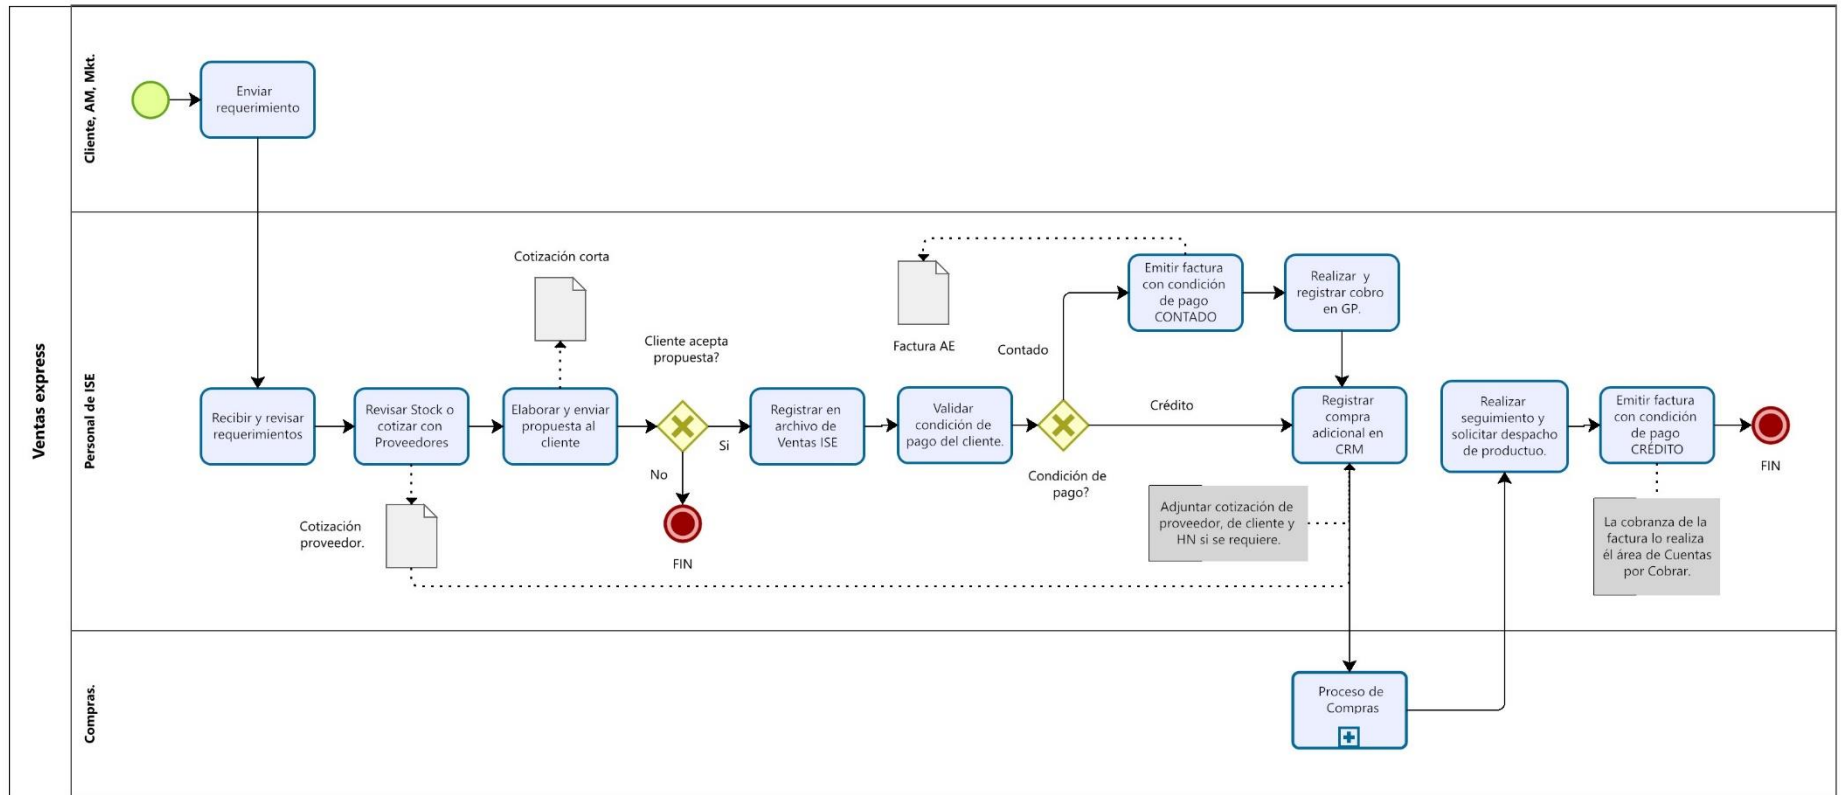 Ventas express
Cliente, AM, Mkt.
Enviar
requerimiento
Personal de ISE
Recibir y revisar
requerimientos
Revisar Stock o
cotizar con
Proveedores
Cotización
proveedor.
Elaborar y enviar
propuesta al
cliente
Cotización corta
Cliente acepta
propuesta?
Si
No
FIN
Registrar en
archivo de
Ventas ISE
Validar
condición de
pago del cliente.
Condición de
pago?
Contado
Crédito
Factura AE
Emitir factura
con condición
de pago
CONTADO
Realizar y
registrar cobro
en GP.
Registrar
compra
adicional en
CRM
Adjuntar cotización de
proveedor, de cliente y
HN si se requiere.
Realizar
seguimiento y
solicitar despacho
de productuo.
Emitir factura
con condición
de pago
CRÉDITO
FIN
La cobranza de la
factura lo realiza
él área de Cuentas
por Cobrar.
Compras.
Proceso de
Compras